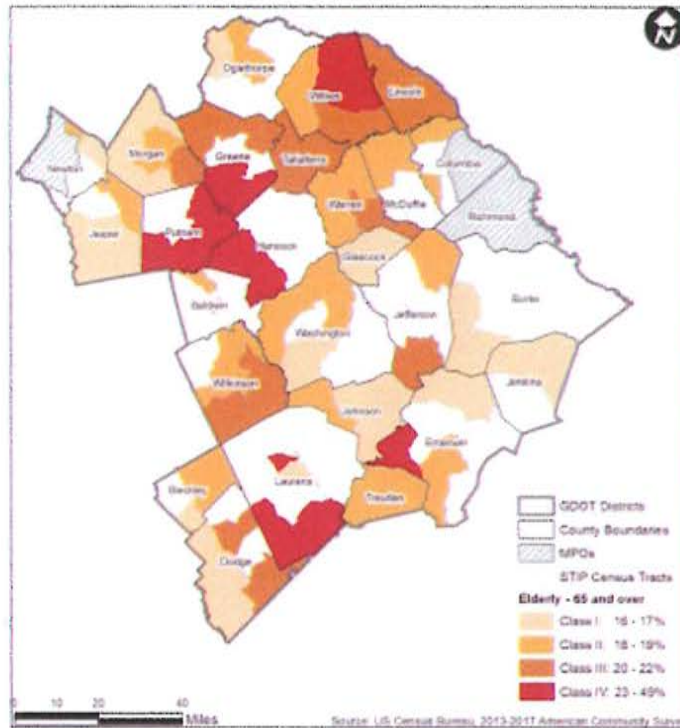 N
Oglethorpe
Wilkes
Lincoln
Newton
Morgan
Greene
Taliaferro
Columbia
Warren
McDuffie
Richmond
Jasper
Putnam
Hancock
Glascock
Baldwin
Burke
Washington
Jefferson
Wilkinson
Jenkins
Johnson
Emanuel
Bleckley
Laurens
Treutlen
Dodge
GDOT Districts
County Boundaries
MPOs
STIP Census Tracts
Elderly - 65 and over
Class I: 16 - 17%
Class II: 18 - 19%
Class III: 20 - 22%
Class IV: 23 - 49%
0 10 20 40
Miles
Source: US Census Bureau, 2013-2017 American Community Surve